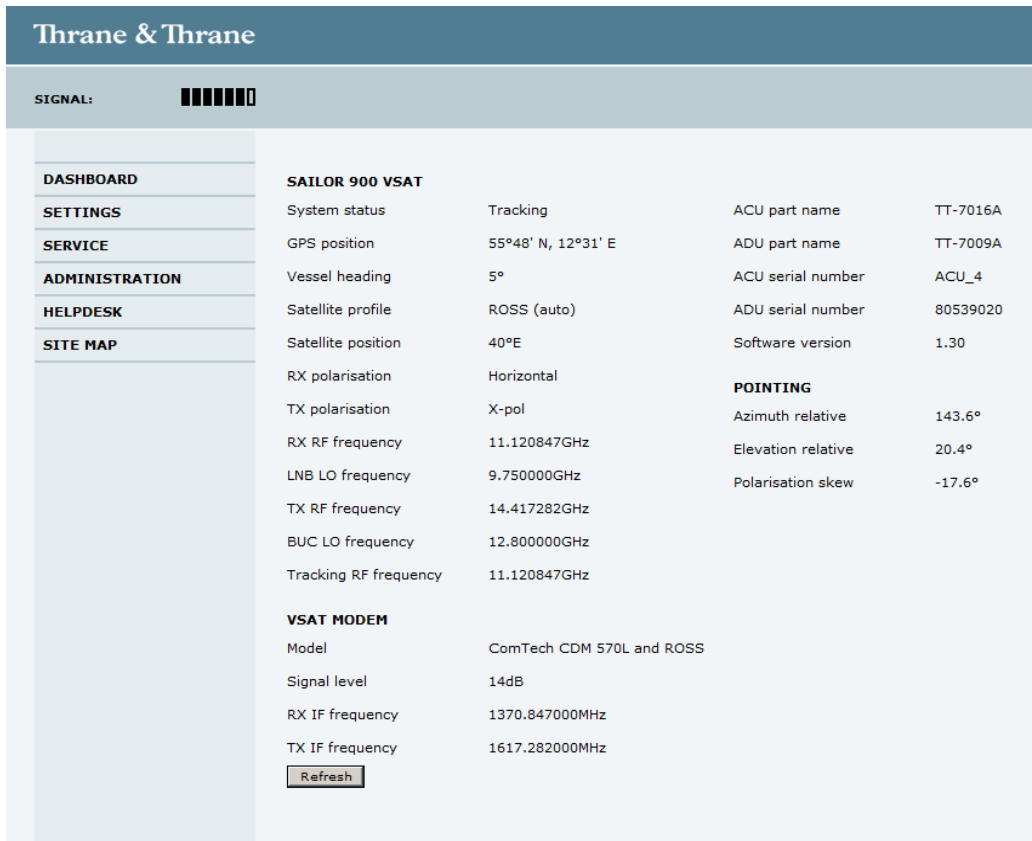 Thrane & Thrane
SIGNAL:
DASHBOARD
SETTINGS
SERVICE
ADMINISTRATION
HELPDESK
SITE MAP
SAILOR 900 VSAT
System status Tracking
GPS position 55°48' N, 12°31' E
Vessel heading 5°
Satellite profile ROSS (auto)
Satellite position 40°E
RX polarisation Horizontal
TX polarisation X-pol
RX RF frequency 11.120847GHz
LNB LO frequency 9.750000GHz
TX RF frequency 14.417282GHz
BUC LO frequency 12.800000GHz
Tracking RF frequency 11.120847GHz
VSAT MODEM
Model ComTech CDM 570L and ROSS
Signal level 14dB
RX IF frequency 1370.847000MHz
TX IF frequency 1617.282000MHz
Refresh
ACU part name TT-7016A
ADU part name TT-7009A
ACU serial number ACU_4
ADU serial number 80539020
Software version 1.30
POINTING
Azimuth relative 143.6°
Elevation relative 20.4°
Polarisation skew -17.6°